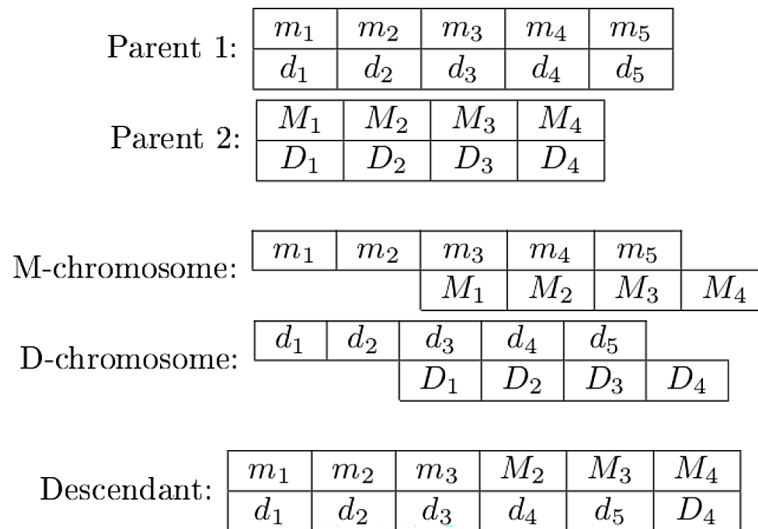 Parent 1: m₁ m₂ m₃ m₄ m₅
d₁ d₂ d₃ d₄ d₅
Parent 2: M₁ M₂ M₃ M₄
D₁ D₂ D₃ D₄
M-chromosome: m₁ m₂ m₃ m₄ m₅
M₁ M₂ M₃ M₄
D-chromosome: d₁ d₂ d₃ d₄ d₅
D₁ D₂ D₃ D₄
Descendant: m₁ m₂ m₃ M₂ M₃ M₄
d₁ d₂ d₃ d₄ d₅ D₄